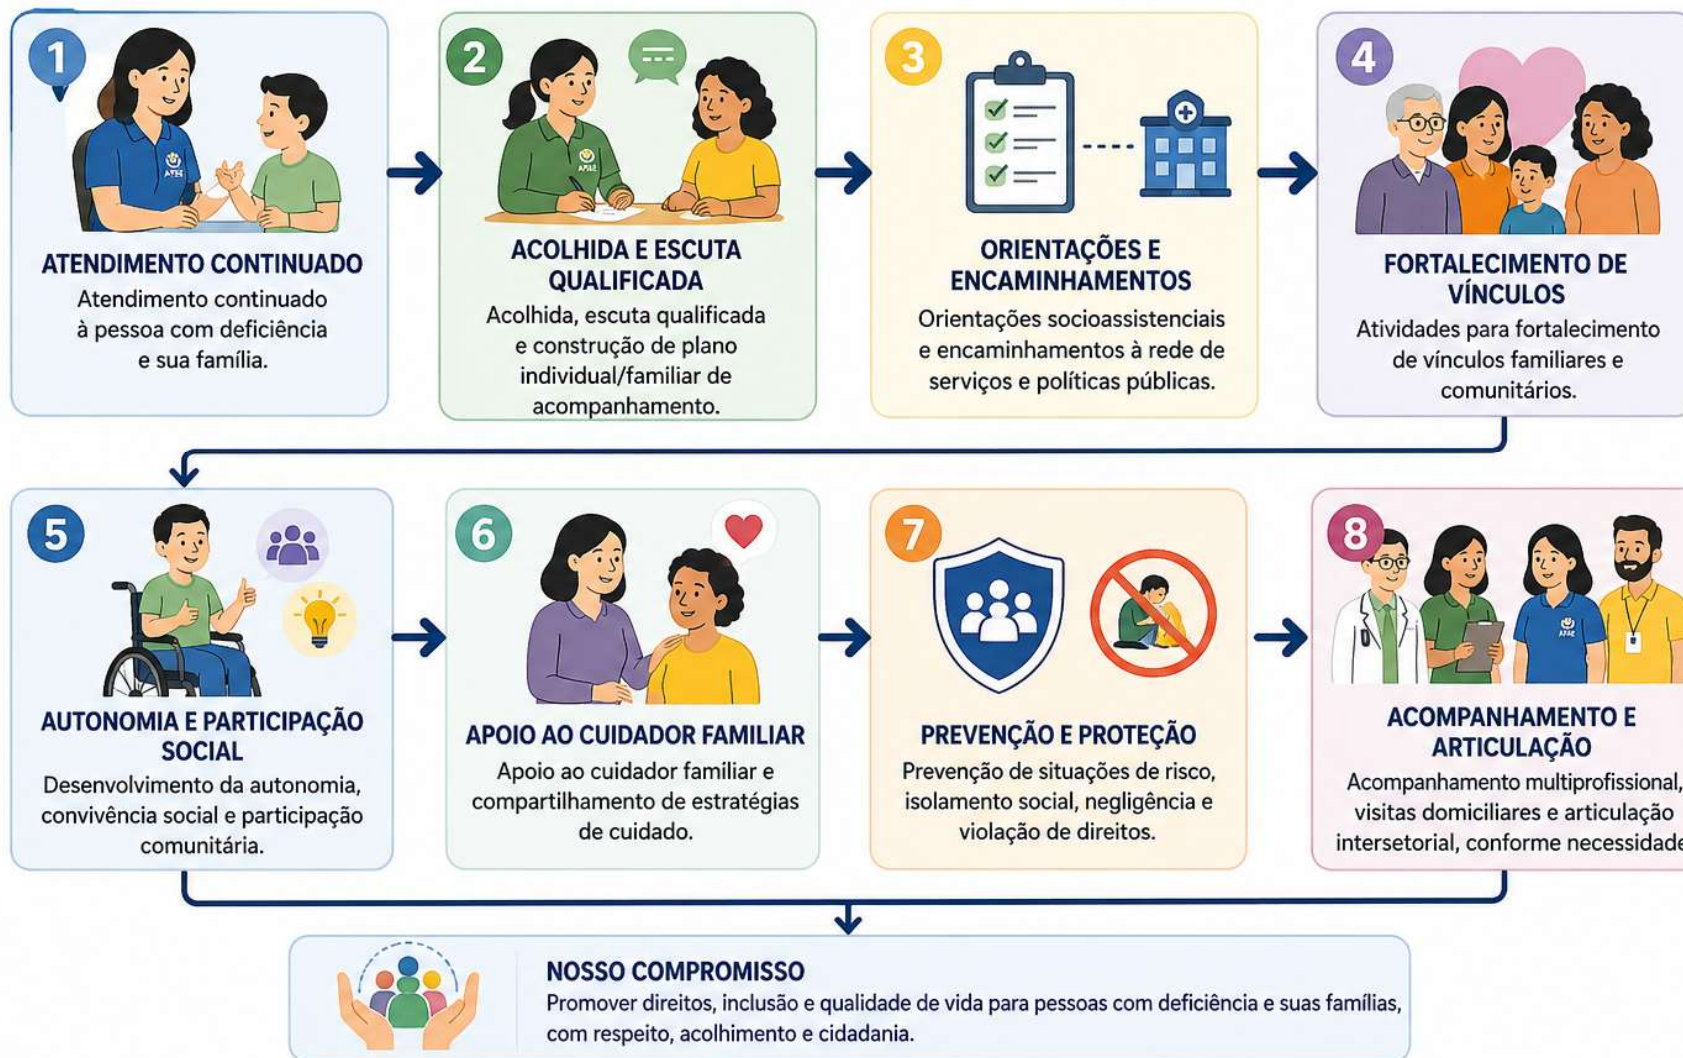 1
ATENDIMENTO CONTINUADO
Atendimento continuado
à pessoa com deficiência
e sua família.
2
APAE
ACOLHIDA E ESCUTA
QUALIFICADA
Acolhida, escuta qualificada
e construção de plano
individual/familiar de
acompanhamento.
3
ORIENTAÇÕES E
ENCAMINHAMENTOS
Orientações socioassistenciais
e encaminhamentos à rede de
serviços e políticas públicas.
4
FORTALECIMENTO DE
VÍNCULOS
Atividades para fortalecimento
de vínculos familiares e
comunitários.
5
AUTONOMIA E PARTICIPAÇÃO
SOCIAL
Desenvolvimento da autonomia,
convivência social e participação
comunitária.
6
APOIO AO CUIDADOR FAMILIAR
Apoio ao cuidador familiar e
compartilhamento de estratégias
de cuidado.
7
PREVENÇÃO E PROTEÇÃO
Prevenção de situações de risco,
isolamento social, negligência e
violação de direitos.
8
APAE
ACOMPANHAMENTO E
ARTICULAÇÃO
Acompanhamento multiprofissional,
visitas domiciliares e articulação
intersetorial, conforme necessidade
NOSSO COMPROMISSO
Promover direitos, inclusão e qualidade de vida para pessoas com deficiência e suas famílias,
com respeito, acolhimento e cidadania.